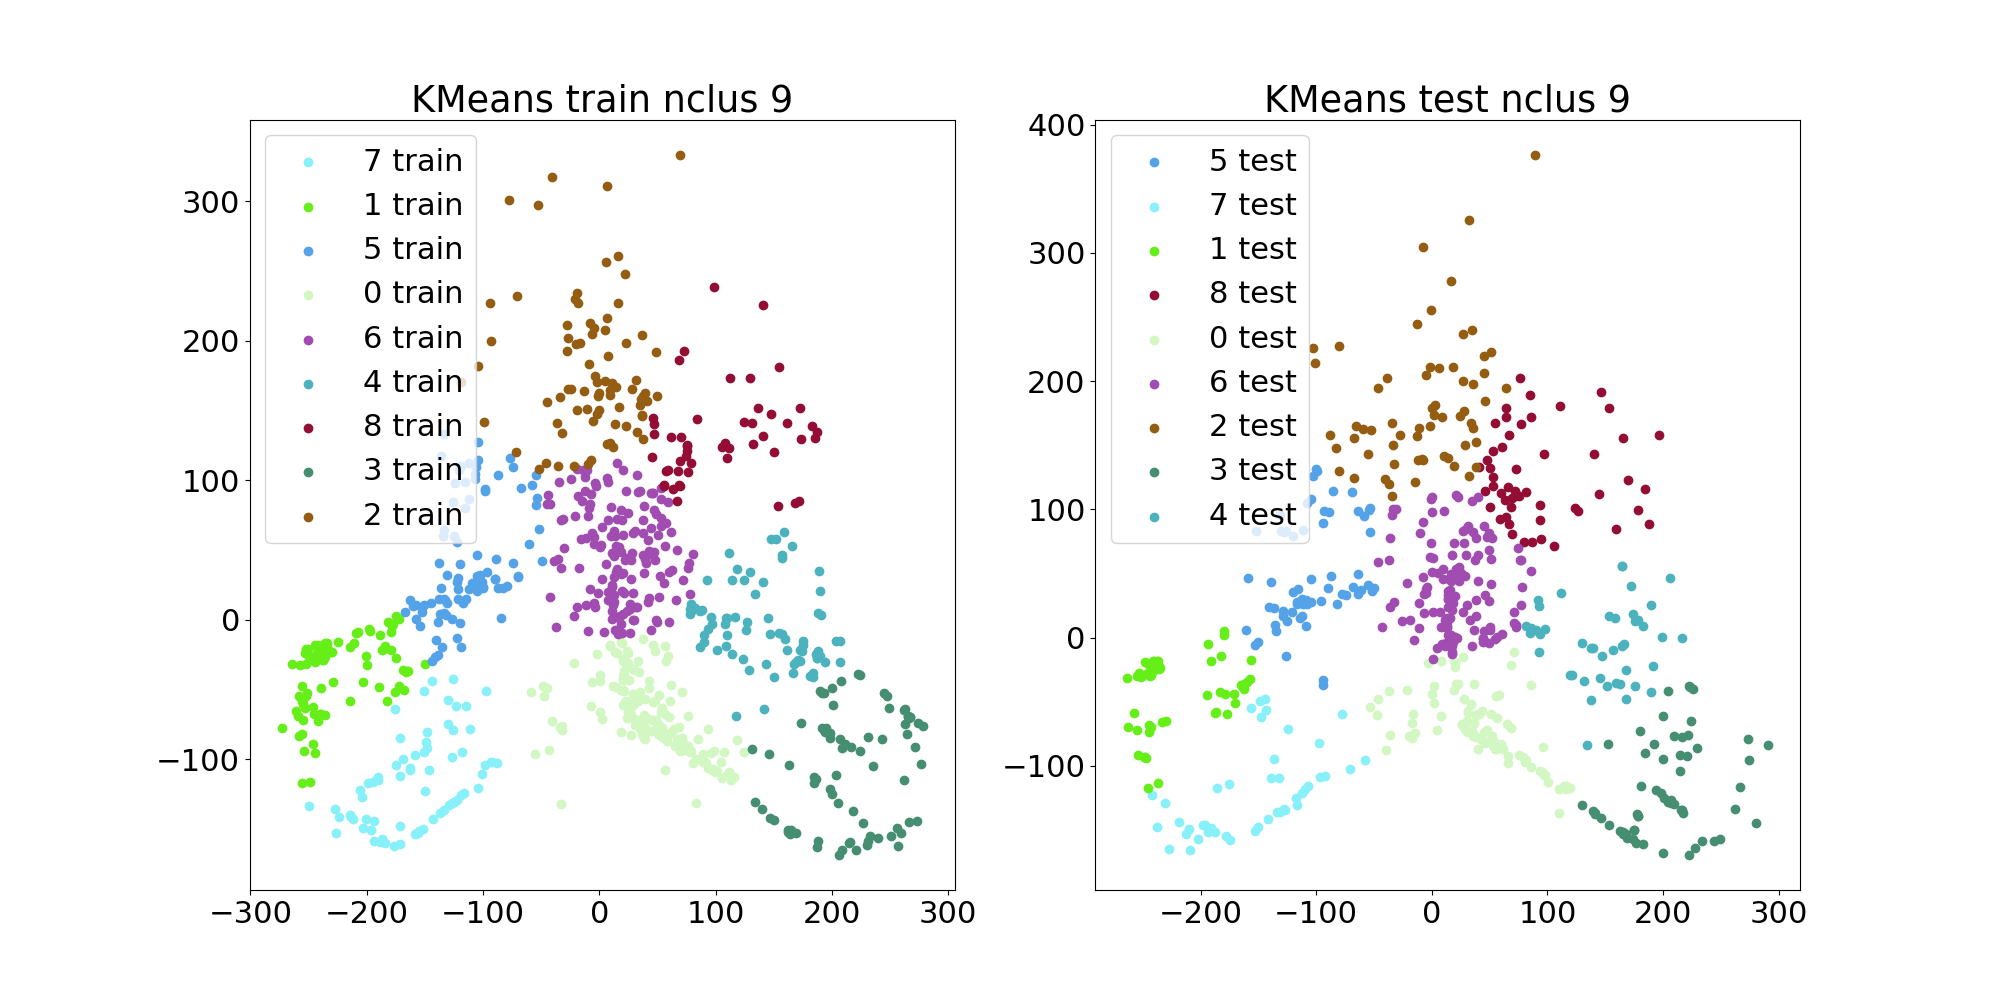 KMeans train nclus 9
7 train
1 train
5 train
0 train
6 train
4 train
8 train
3 train
2 train
300
200
100
0
−100
−300
−200
−100
0
100
200
300
KMeans test nclus 9
5 test
7 test
1 test
8 test
0 test
6 test
2 test
3 test
4 test
400
300
200
100
0
−100
−200
−100
0
100
200
300